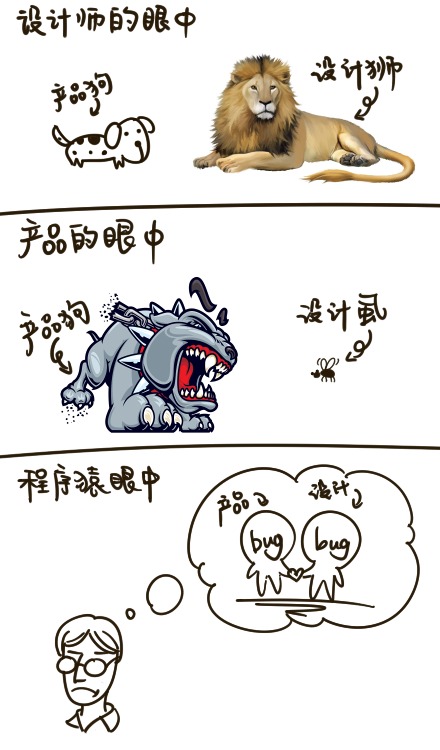 设计师的眼中
产品狗
设计狮
产品的眼中
产品狗
设计虱
程序猿眼中
产品
设计
bug
bug